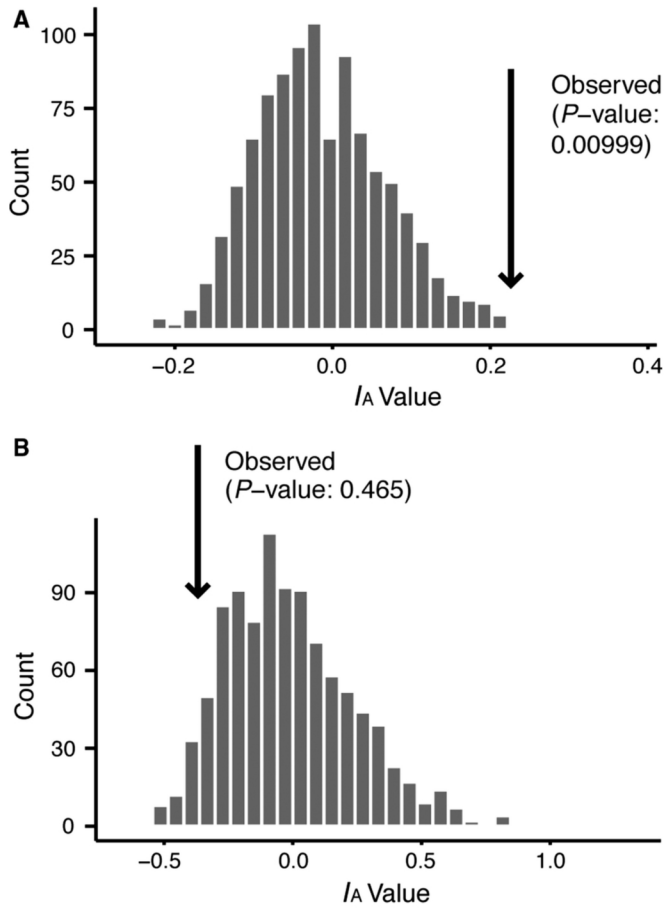 A
100
75
50
25
0
Count
Observed
(P–value:
0.00999)
−0.2
0.0
0.2
0.4
IA Value
B
Observed
(P–value: 0.465)
90
60
30
0
Count
−0.5
0.0
0.5
1.0
IA Value